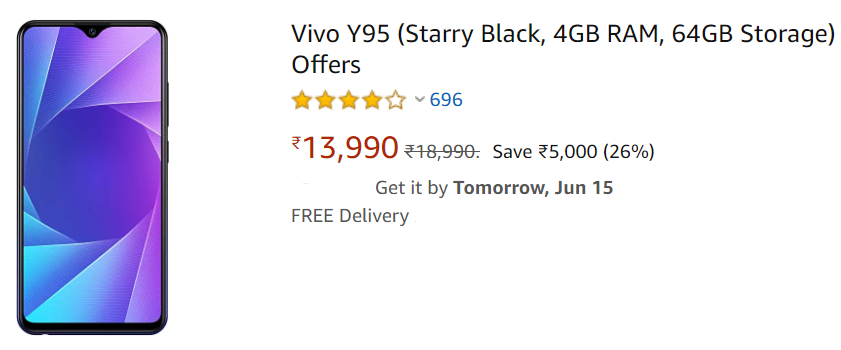 Vivo Y95 (Starry Black, 4GB RAM, 64GB Storage)
Offers
696
₹13,990 ₹18,990. Save ₹5,000 (26%)
Get it by Tomorrow, Jun 15
FREE Delivery